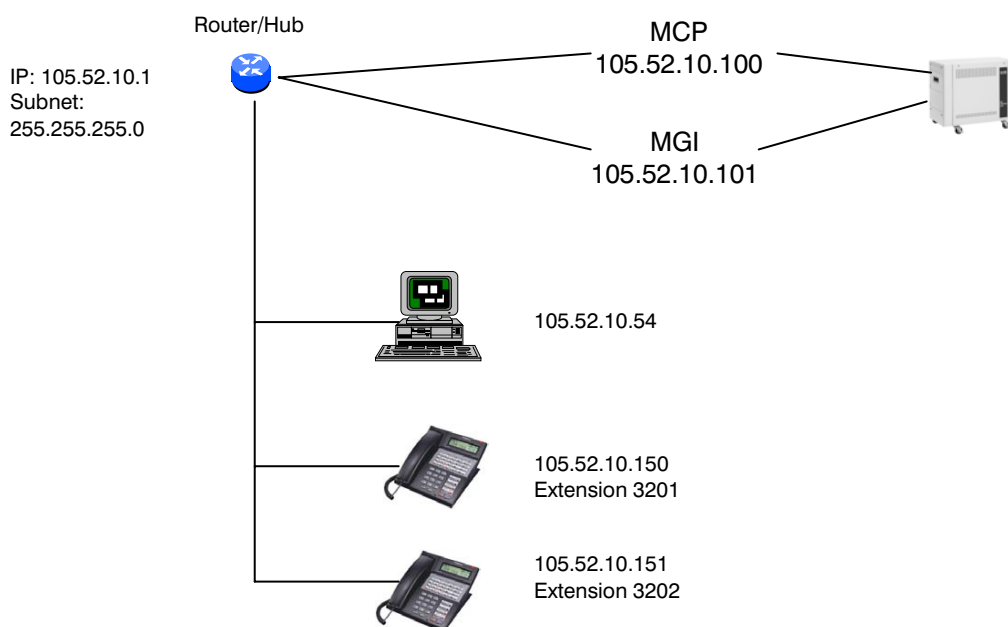 Router/Hub
IP: 105.52.10.1
Subnet:
255.255.255.0
MCP
105.52.10.100
MGI
105.52.10.101
105.52.10.54
105.52.10.150
Extension 3201
105.52.10.151
Extension 3202